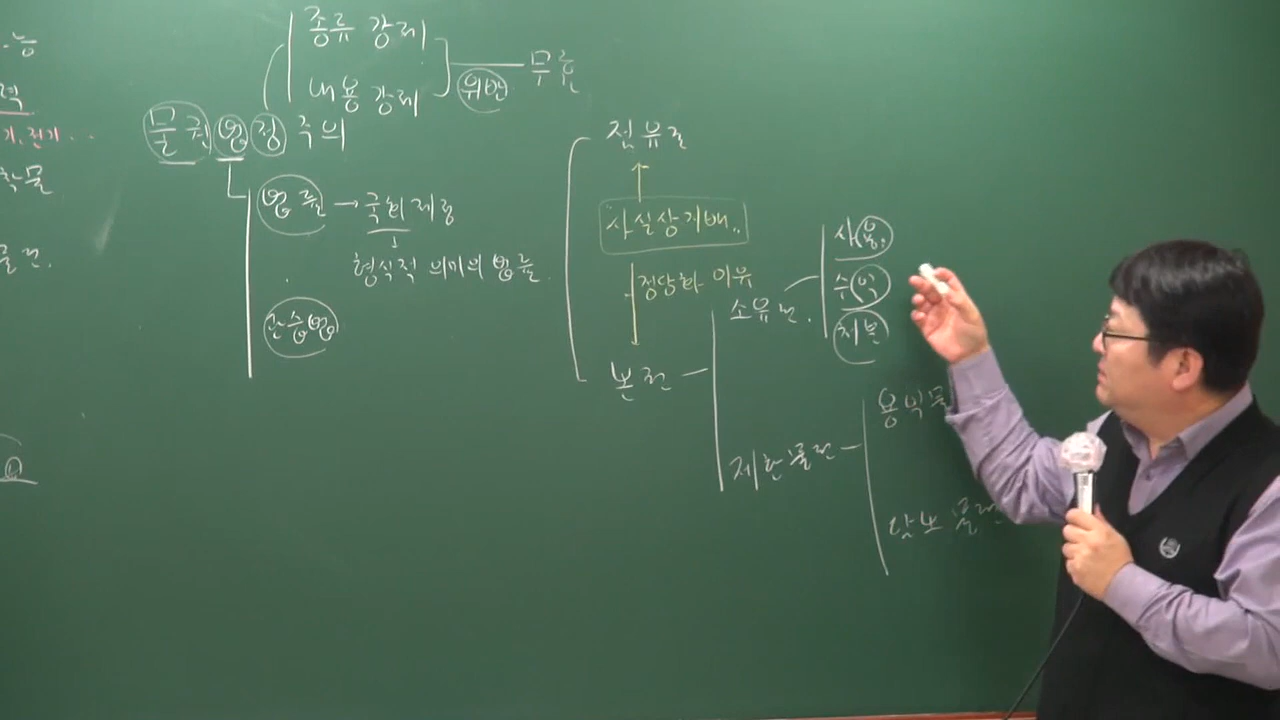 종류 강제
내용 강제
위반
무효
물권법정주의
법률 → 국회 제정
형식적 의미의 법률
관습법
점유권
사실상 지배..
정당화 이유
본권
소유권.
사용.
수익
처분
제한물권
용익물
담보물권
물